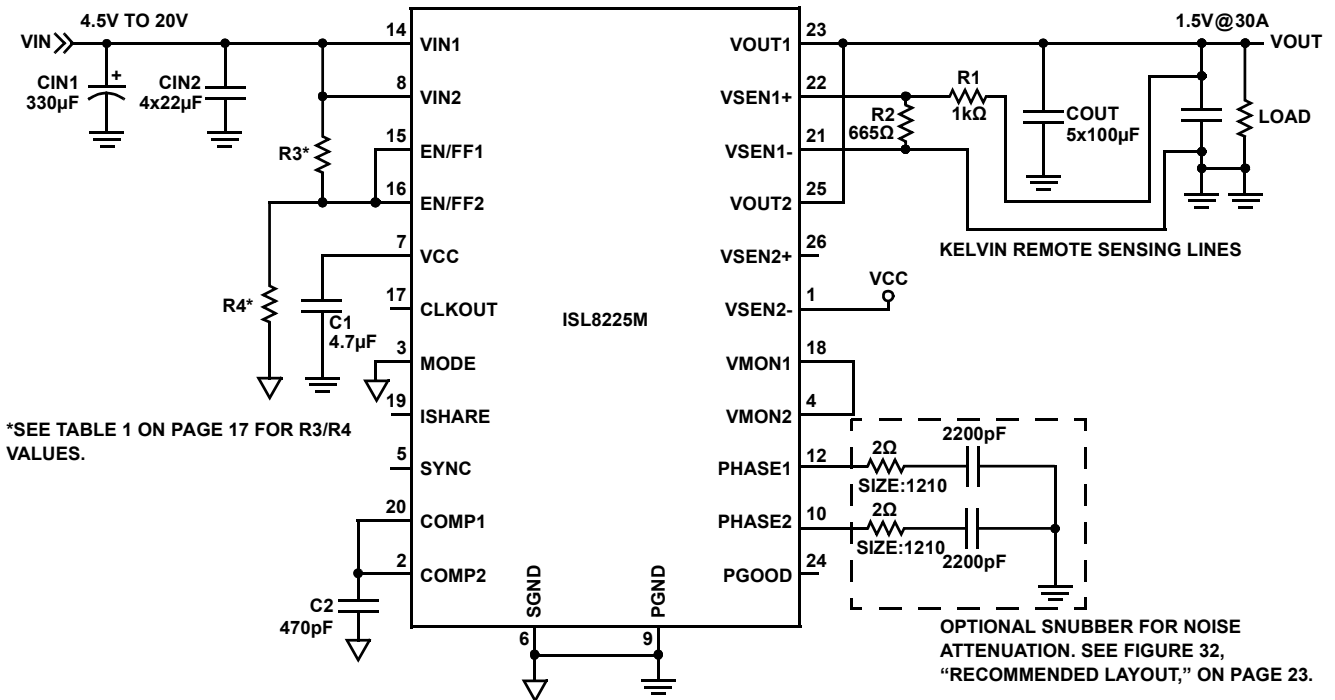 4.5V TO 20V
VIN
CIN1
330µF
+
CIN2
4x22µF
R3*
R4*
C1
4.7µF
*SEE TABLE 1 ON PAGE 17 FOR R3/R4
VALUES.
C2
470pF
14
VIN1
8
VIN2
15
EN/FF1
16
EN/FF2
7
VCC
17
CLKOUT
3
MODE
19
ISHARE
5
SYNC
20
COMP1
2
COMP2
ISL8225M
SGND
6
PGND
9
VOUT1
23
VSEN1+
22
VSEN1-
21
VOUT2
25
VSEN2+
26
VSEN2-
1
VMON1
18
VMON2
4
PHASE1
12
PHASE2
10
PGOOD
24
1.5V@30A
VOUT
R1
1kΩ
R2
665Ω
COUT
5x100µF
LOAD
KELVIN REMOTE SENSING LINES
VCC
2200pF
2Ω
SIZE:1210
2Ω
SIZE:1210
2200pF
OPTIONAL SNUBBER FOR NOISE
ATTENUATION. SEE FIGURE 32,
“RECOMMENDED LAYOUT,” ON PAGE 23.